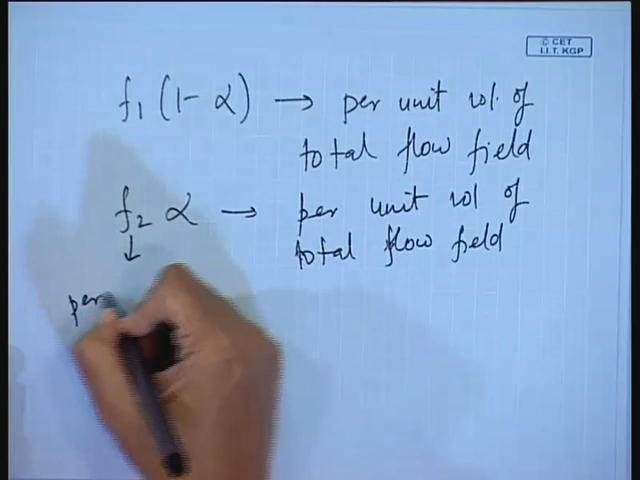 © CET
I.I.T. KGP
f₁ (1 - α) → per unit vol. of
total flow field
f₂ α → per unit vol of
total flow field
↓
per